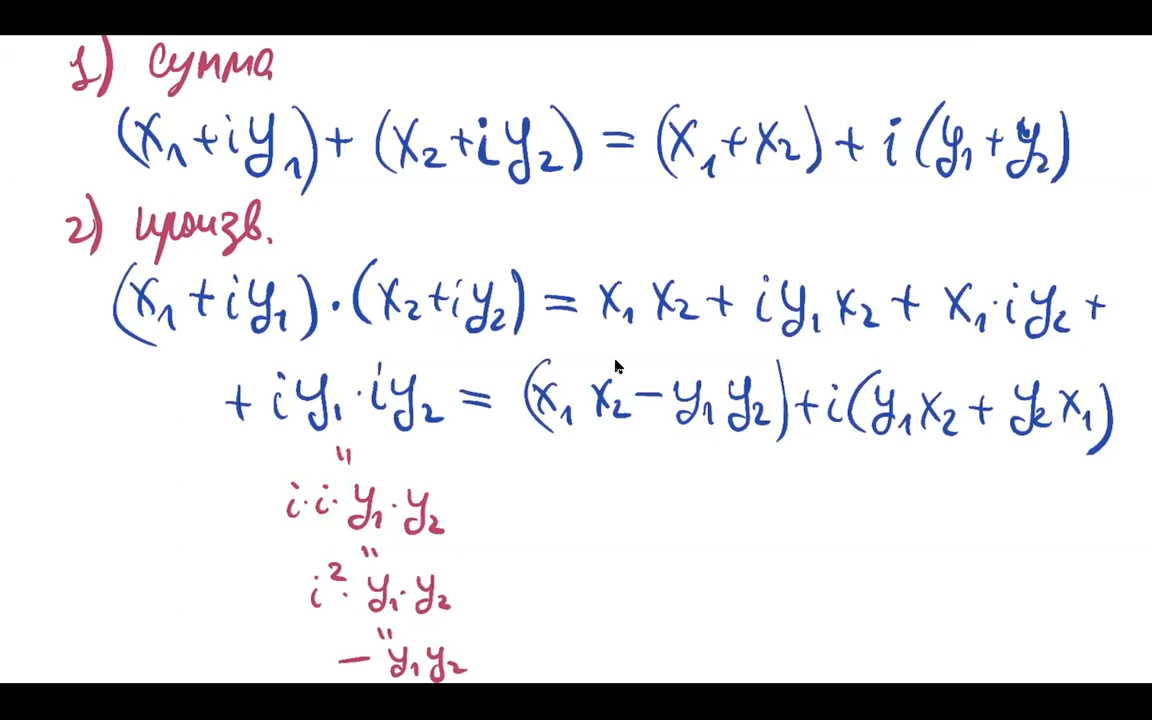 1) сумма
(x₁+iy₁)+(x₂+iy₂)=(x₁+x₂)+i(y₁+y₂)
2) произв.
(x₁+iy₁)·(x₂+iy₂)=x₁x₂+iy₁x₂+x₁·iy₂+
+iy₁·iy₂=(x₁x₂-y₁y₂)+i(y₁x₂+y₂x₁)
"
i·i·y₁·y₂
"
i²·y₁·y₂
"
-y₁y₂